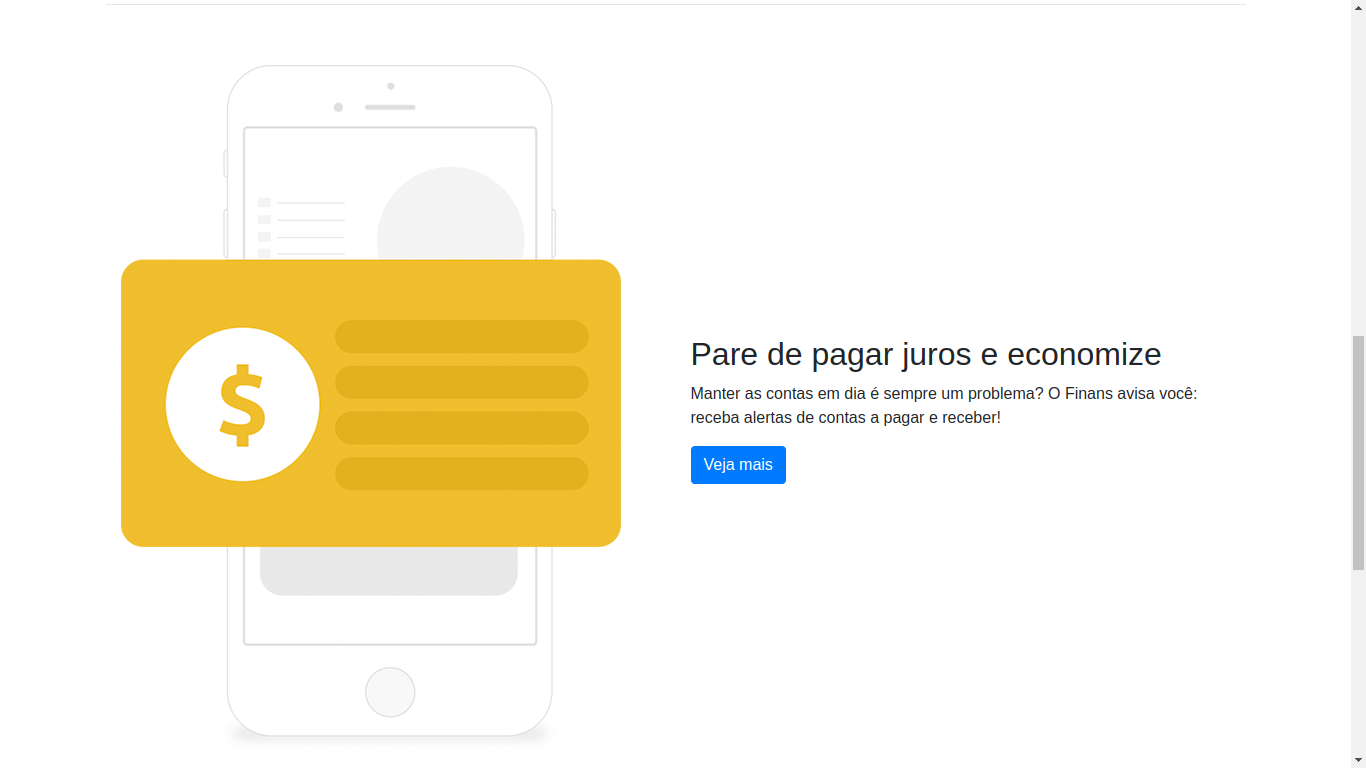 $
Pare de pagar juros e economize
Manter as contas em dia é sempre um problema? O Finans avisa você:
receba alertas de contas a pagar e receber!
Veja mais